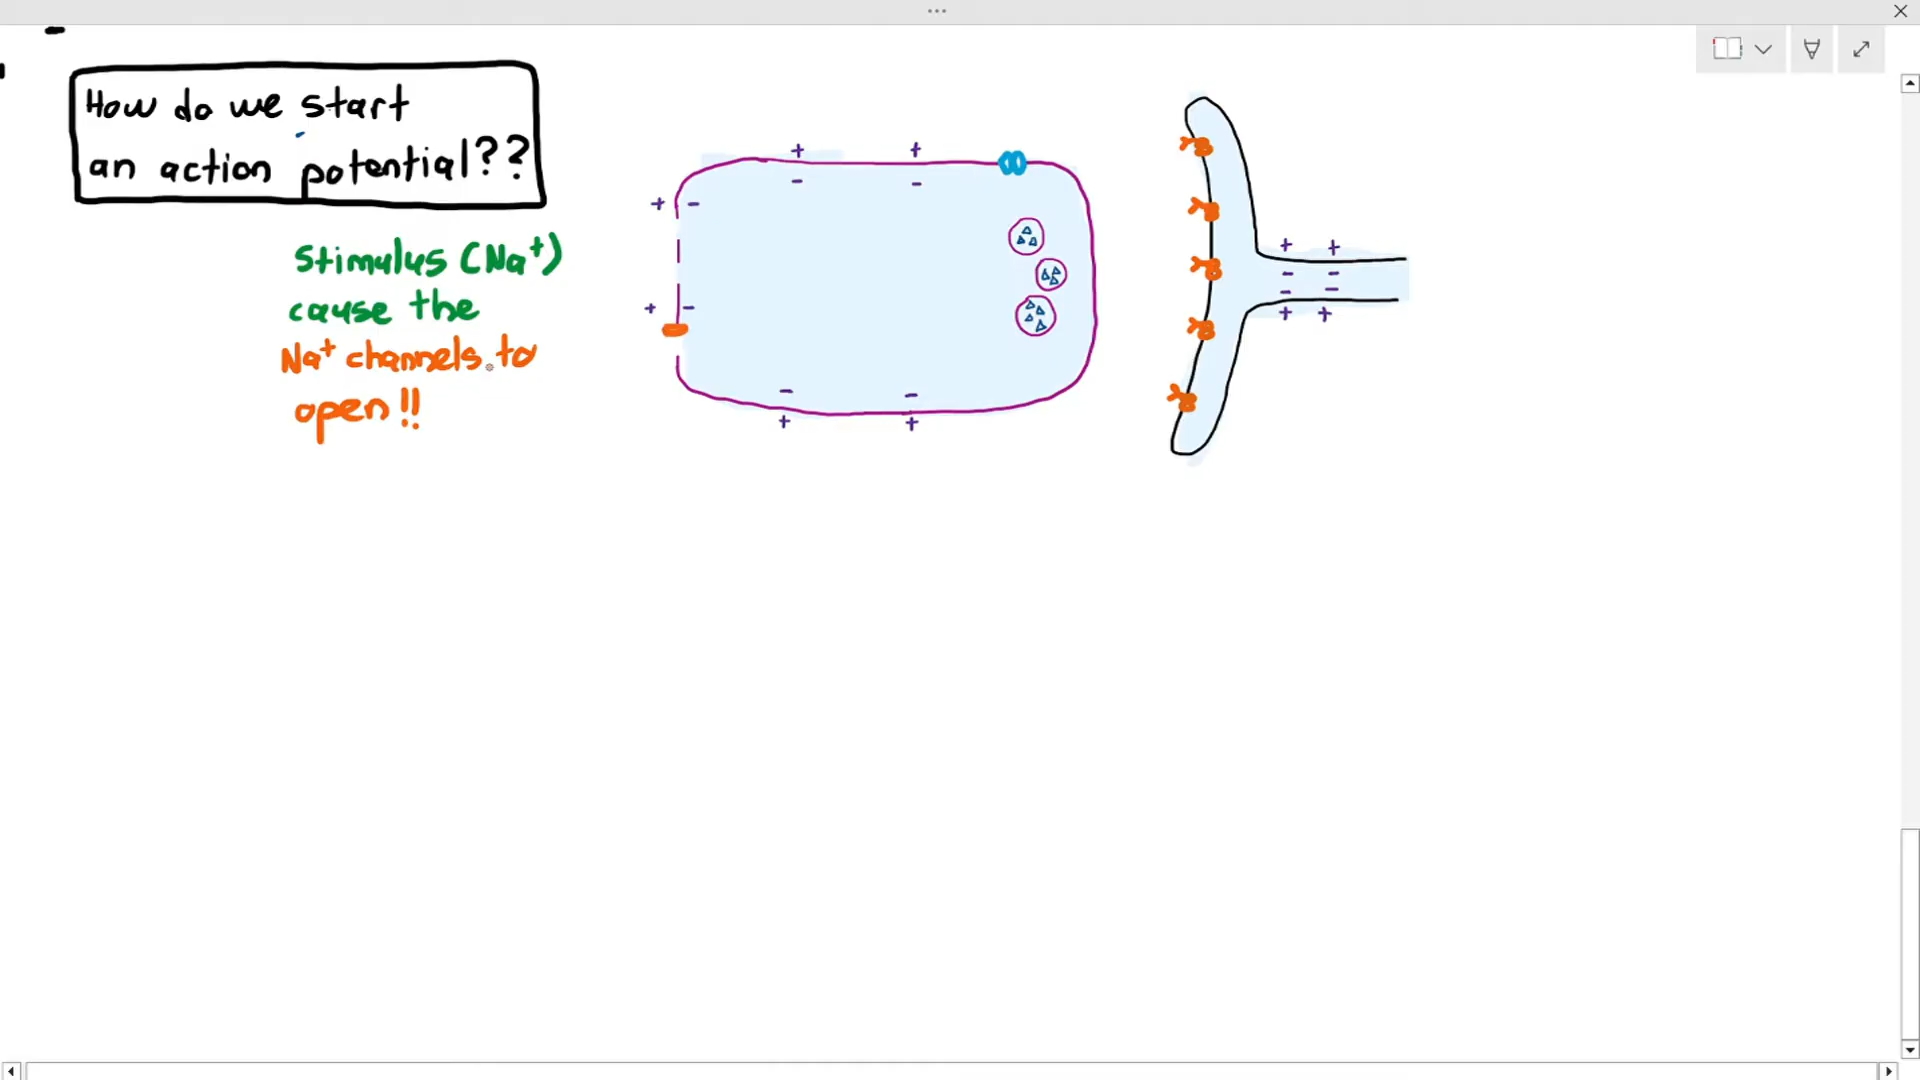 How do we start
an action potential??
Stimulus (Na⁺)
cause the
Na⁺ channels to
open!!